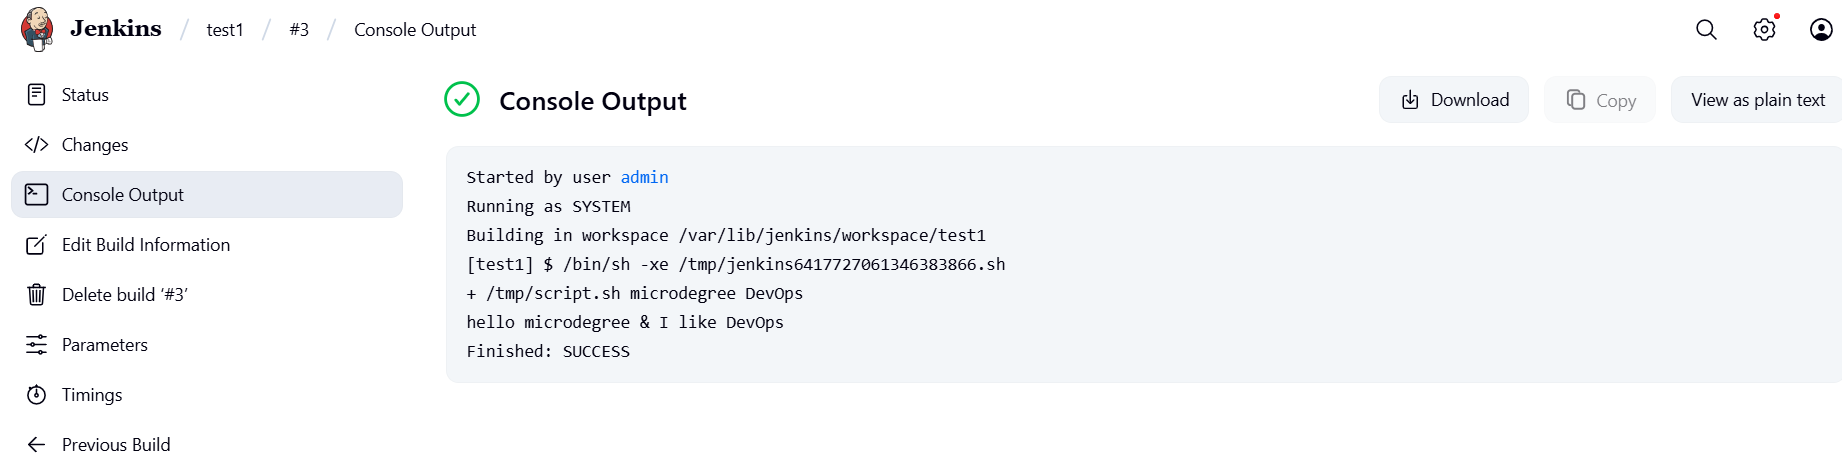 Jenkins / test1 / #3 / Console Output
Status
Changes
Console Output
Edit Build Information
Delete build ‘#3’
Parameters
Timings
Previous Build
Console Output
Download
Copy
View as plain text
Started by user admin
Running as SYSTEM
Building in workspace /var/lib/jenkins/workspace/test1
[test1] $ /bin/sh -xe /tmp/jenkins6417727061346383866.sh
+ /tmp/script.sh microdegree DevOps
hello microdegree & I like DevOps
Finished: SUCCESS